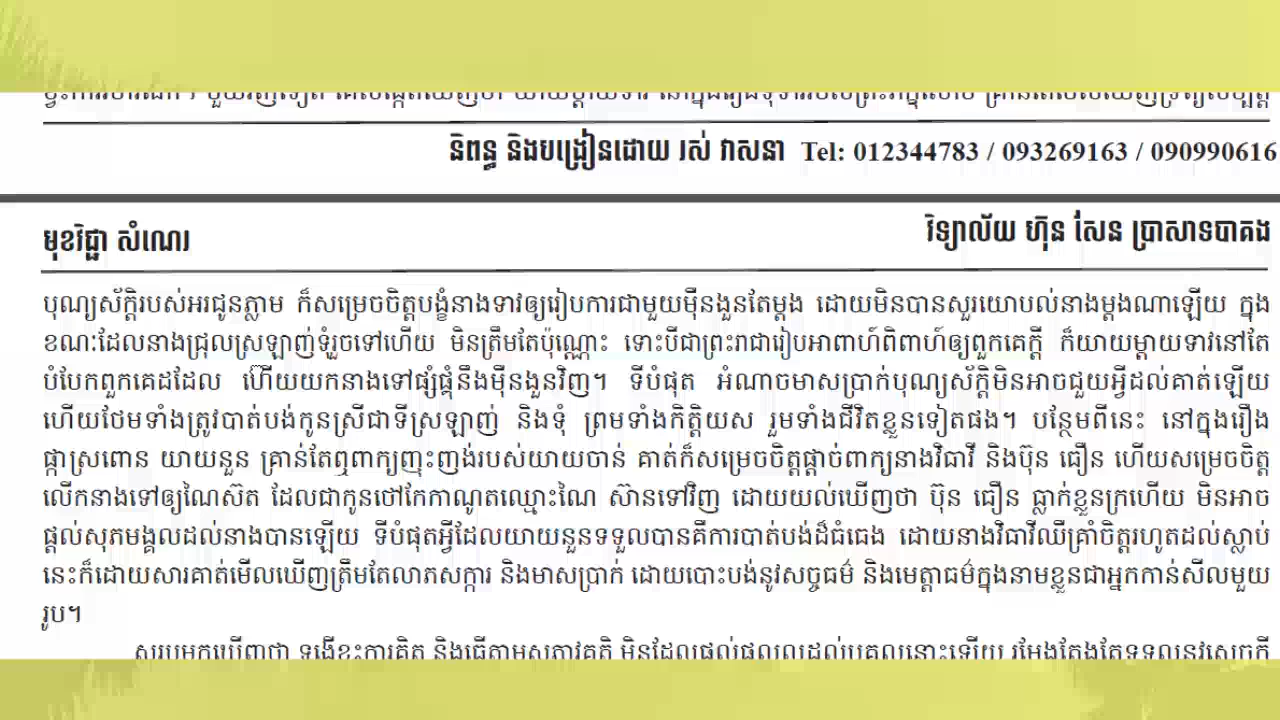 និពន្ធ និងបង្រៀនដោយ រស់ វាសនា Tel: 012344783 / 093269163 / 090990616
មុខវិជ្ជា សំណេរ
វិទ្យាល័យ ហ៊ុន សែន ប្រាសាទបាគង
បុណ្យស័ក្តិរបស់អរជូនភ្លាម ក៏សម្រេចចិត្តបង្ខំនាងទាវឲ្យរៀបការជាមួយម៉ឺនងួនតែម្តង ដោយមិនបានសួរយោបល់នាងម្តងណាឡើយ ក្នុង
ខណៈដែលនាងជ្រុលស្រឡាញ់ទុំរួចទៅហើយ មិនត្រឹមតែប៉ុណ្ណោះ ទោះបីជាព្រះរាជារៀបអាពាហ៍ពិពាហ៍ឲ្យពួកគេក្តី ក៏យាយម្តាយទាវនៅតែ
បំបែកពួកគេដដែល ហើយយកនាងទៅផ្សំផ្គុំនឹងម៉ឺនងួនវិញ។ ទីបំផុត អំណាចមាសប្រាក់បុណ្យស័ក្តិមិនអាចជួយអ្វីដល់គាត់ឡើយ
ហើយថែមទាំងត្រូវបាត់បង់កូនស្រីជាទីស្រឡាញ់ និងទុំ ព្រមទាំងកិត្តិយស រួមទាំងជីវិតខ្លួនទៀតផង។ បន្ថែមពីនេះ នៅក្នុងរឿង
ផ្កាស្រពោន យាយនួន គ្រាន់តែឮពាក្យញុះញង់របស់យាយចាន់ គាត់ក៏សម្រេចចិត្តផ្តាច់ពាក្យនាងវិធាវី និងប៊ុន ធឿន ហើយសម្រេចចិត្ត
លើកនាងទៅឲ្យណៃស៊ត ដែលជាកូនថៅកែកាណូតឈ្មោះណៃ ស៊ានទៅវិញ ដោយយល់ឃើញថា ប៊ុន ធឿន ធ្លាក់ខ្លួនក្រហើយ មិនអាច
ផ្តល់សុភមង្គលដល់នាងបានឡើយ ទីបំផុតអ្វីដែលយាយនួនទទួលបានគឺការបាត់បង់ដ៏ធំធេង ដោយនាងវិធាវីឈឺគ្រាំចិត្តរហូតដល់ស្លាប់
នេះក៏ដោយសារគាត់មើលឃើញត្រឹមតែលាភសក្ការ និងមាសប្រាក់ ដោយបោះបង់នូវសច្ចធម៌ និងមេត្តាធម៌ក្នុងនាមខ្លួនជាអ្នកកាន់សីលមួយ
រូប។